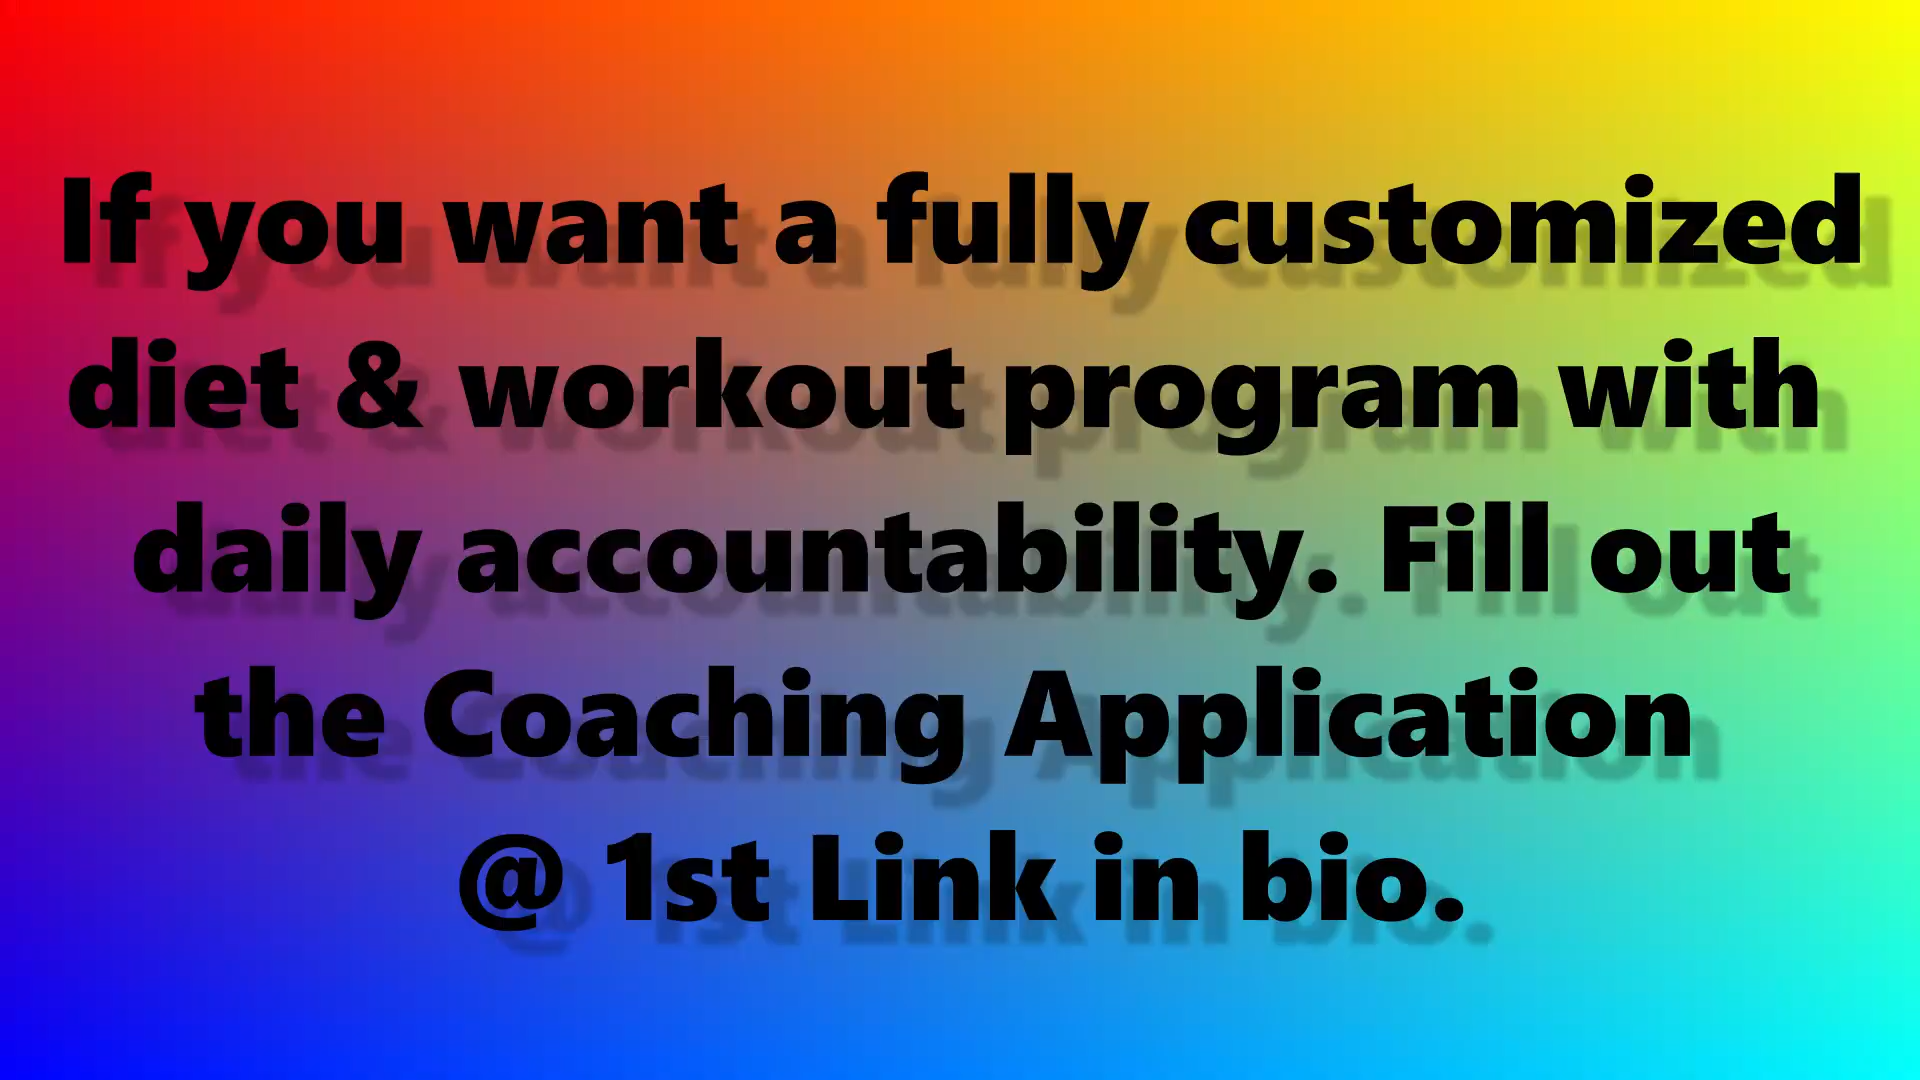 If you want a fully customized
diet & workout program with
daily accountability. Fill out
the Coaching Application
@ 1st Link in bio.